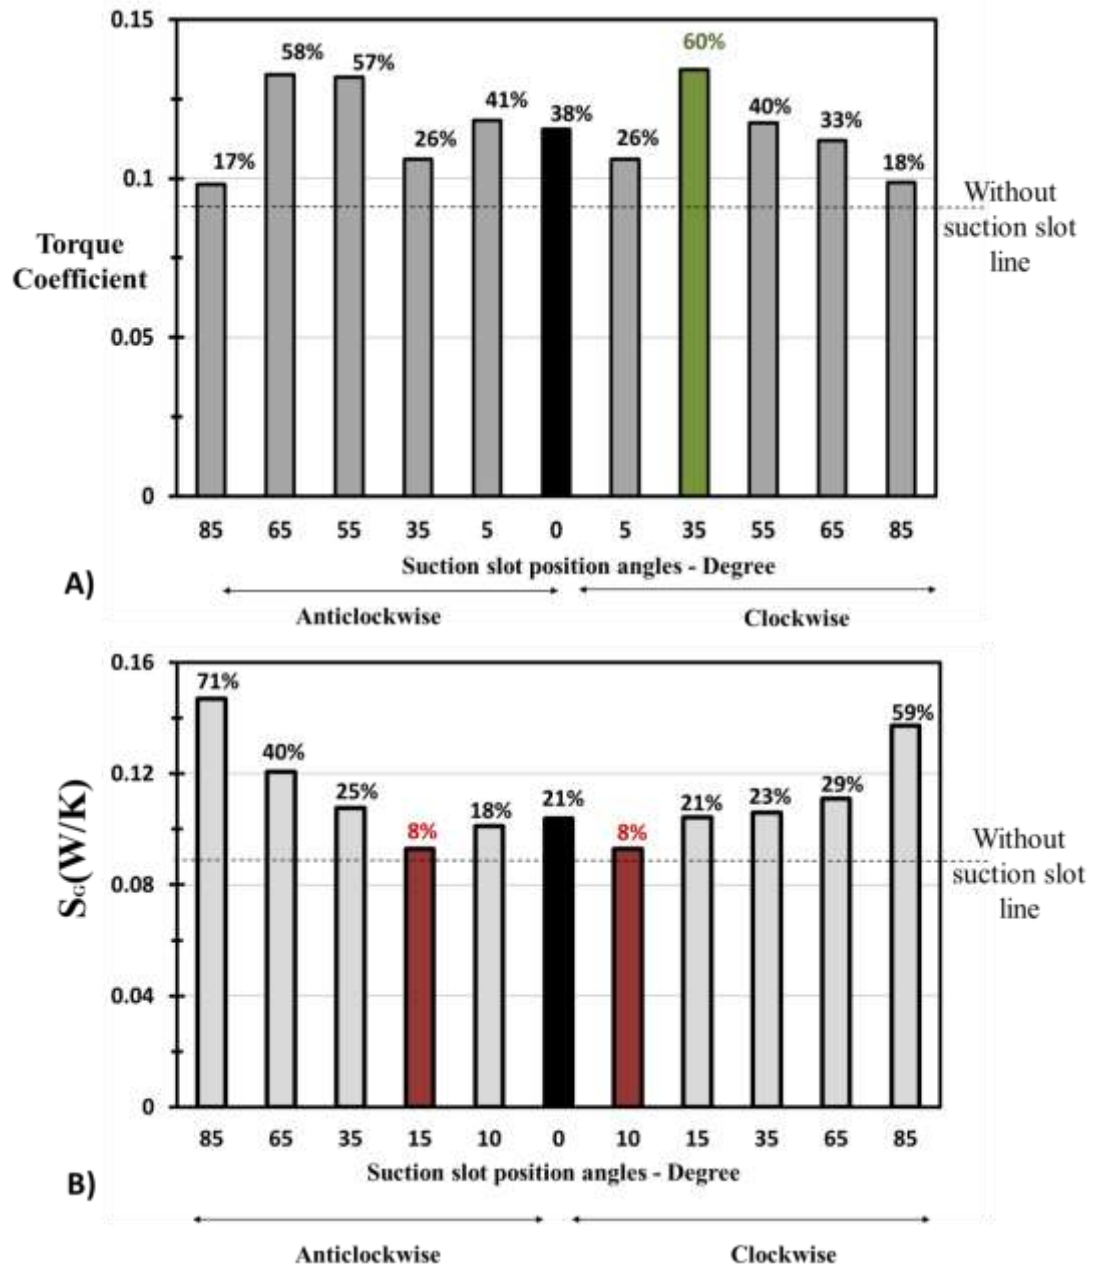 0.15
58%
57%
60%
41%
38%
40%
33%
26%
26%
17%
18%
0.1
Without
suction slot
line
Torque
Coefficient
0.05
0
85 65 55 35 5 0 5 35 55 65 85
Suction slot position angles - Degree
A)
Anticlockwise
Clockwise
0.16
71%
59%
40%
0.12
25%
18%
21%
21%
23%
29%
8%
8%
Without
suction slot
line
SG(W/K)
0.08
0.04
0
85 65 35 15 10 0 10 15 35 65 85
Suction slot position angles - Degree
B)
Anticlockwise
Clockwise